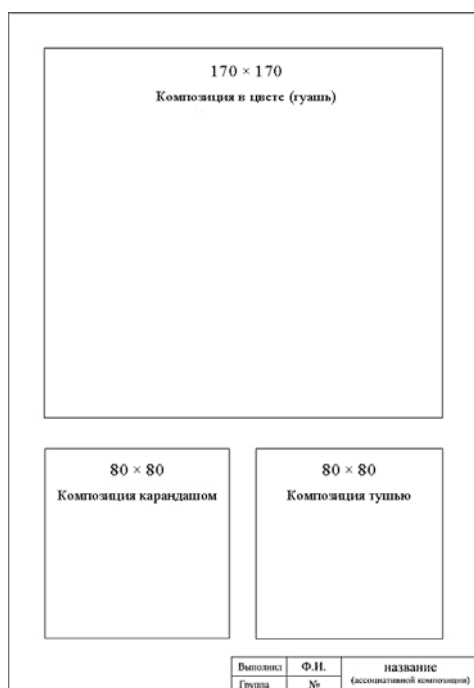 170 × 170
Композиция в цвете (гуашь)
80 × 80
Композиция карандашом
80 × 80
Композиция тушью
Выполнил Ф.И. название
Группа № (ассоциативной композиции)